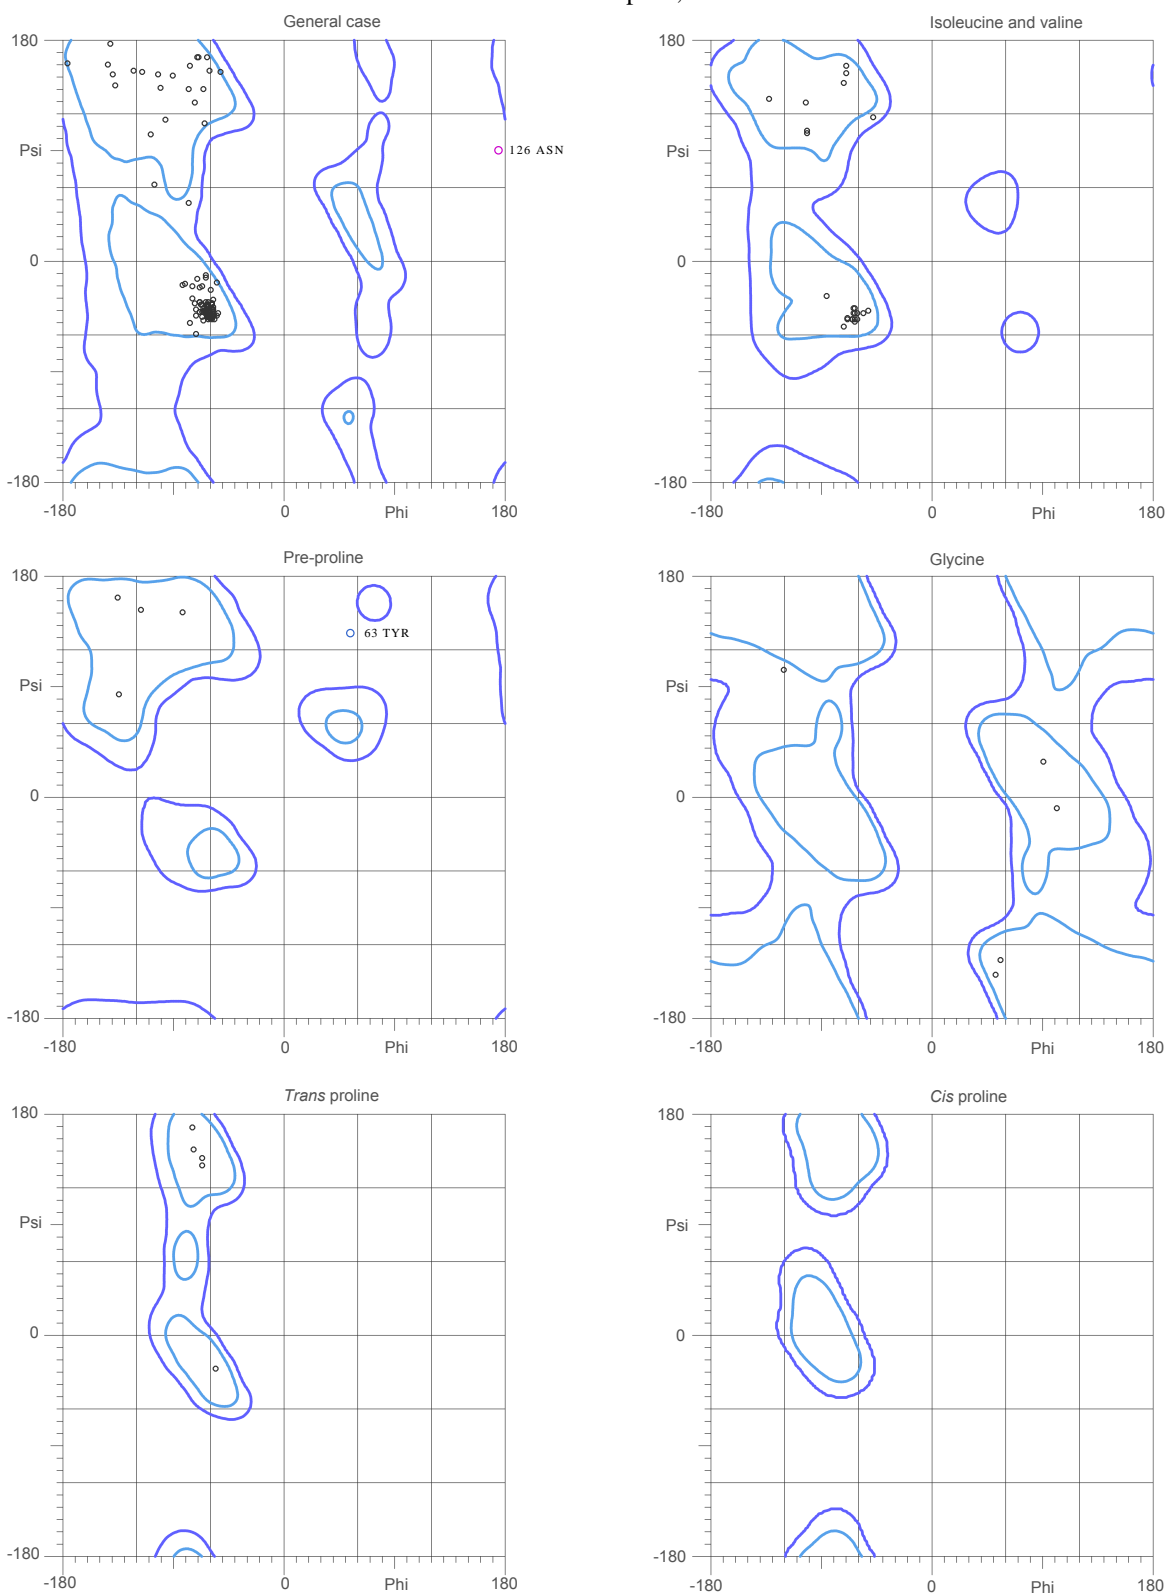 General case
180
Psi
0
-180
-180
0
Phi
180
126 ASN
Isoleucine and valine
180
Psi
0
-180
-180
0
Phi
180
Pre-proline
180
Psi
0
-180
-180
0
Phi
180
63 TYR
Glycine
180
Psi
0
-180
-180
0
Phi
180
Trans proline
180
Psi
0
-180
-180
0
Phi
180
Cis proline
180
Psi
0
-180
-180
0
Phi
180